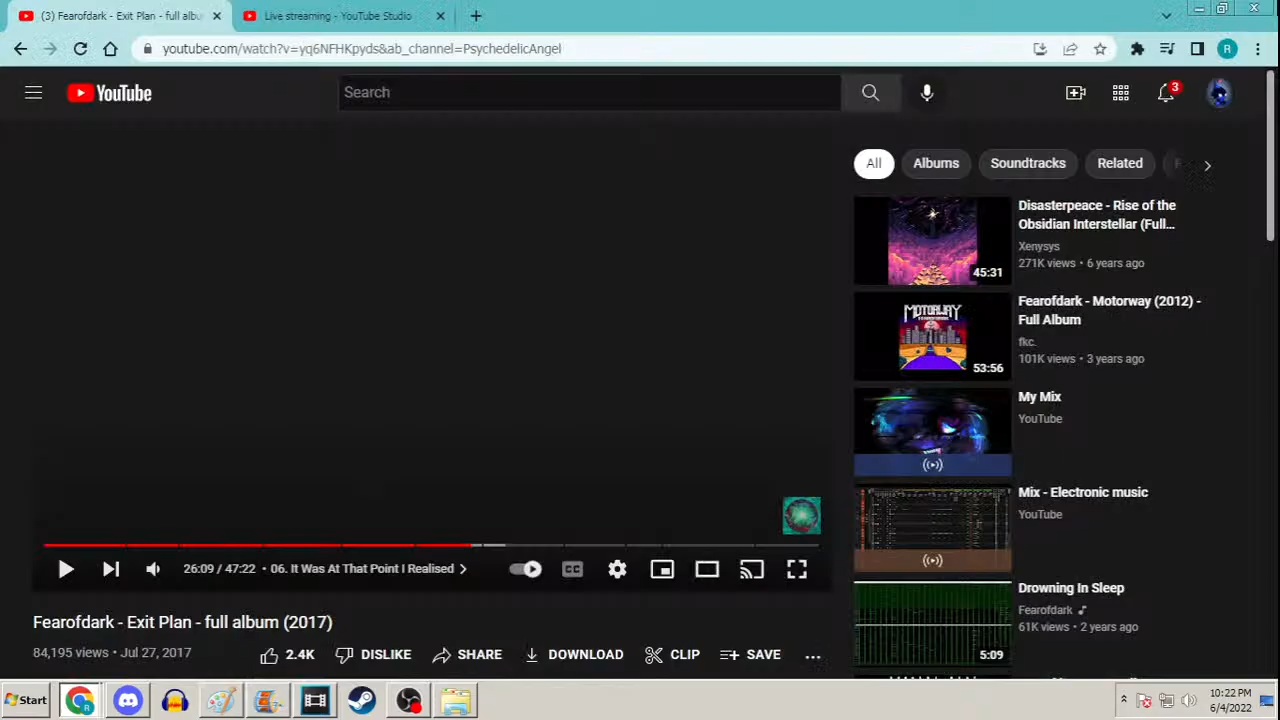 (3) Fearofdark - Exit Plan - full albu
Live streaming - YouTube Studio
youtube.com/watch?v=yq6NFHKpyds&ab_channel=PsychedelicAngel
R
YouTube
Search
3
All
Albums
Soundtracks
Related
Disasterpeace - Rise of the
Obsidian Interstellar (Full...
Xenysys
271K views • 6 years ago
45:31
MOTORWAY
FEAROFDARK
Fearofdark - Motorway (2012) -
Full Album
fkc.
101K views • 3 years ago
53:56
My Mix
YouTube
Mix - Electronic music
YouTube
Drowning In Sleep
Fearofdark
61K views • 2 years ago
5:09
26:09 / 47:22 • 06. It Was At That Point I Realised
CC
Fearofdark - Exit Plan - full album (2017)
84,195 views • Jul 27, 2017
2.4K
DISLIKE
SHARE
DOWNLOAD
CLIP
SAVE
...
Start
10:22 PM
6/4/2022